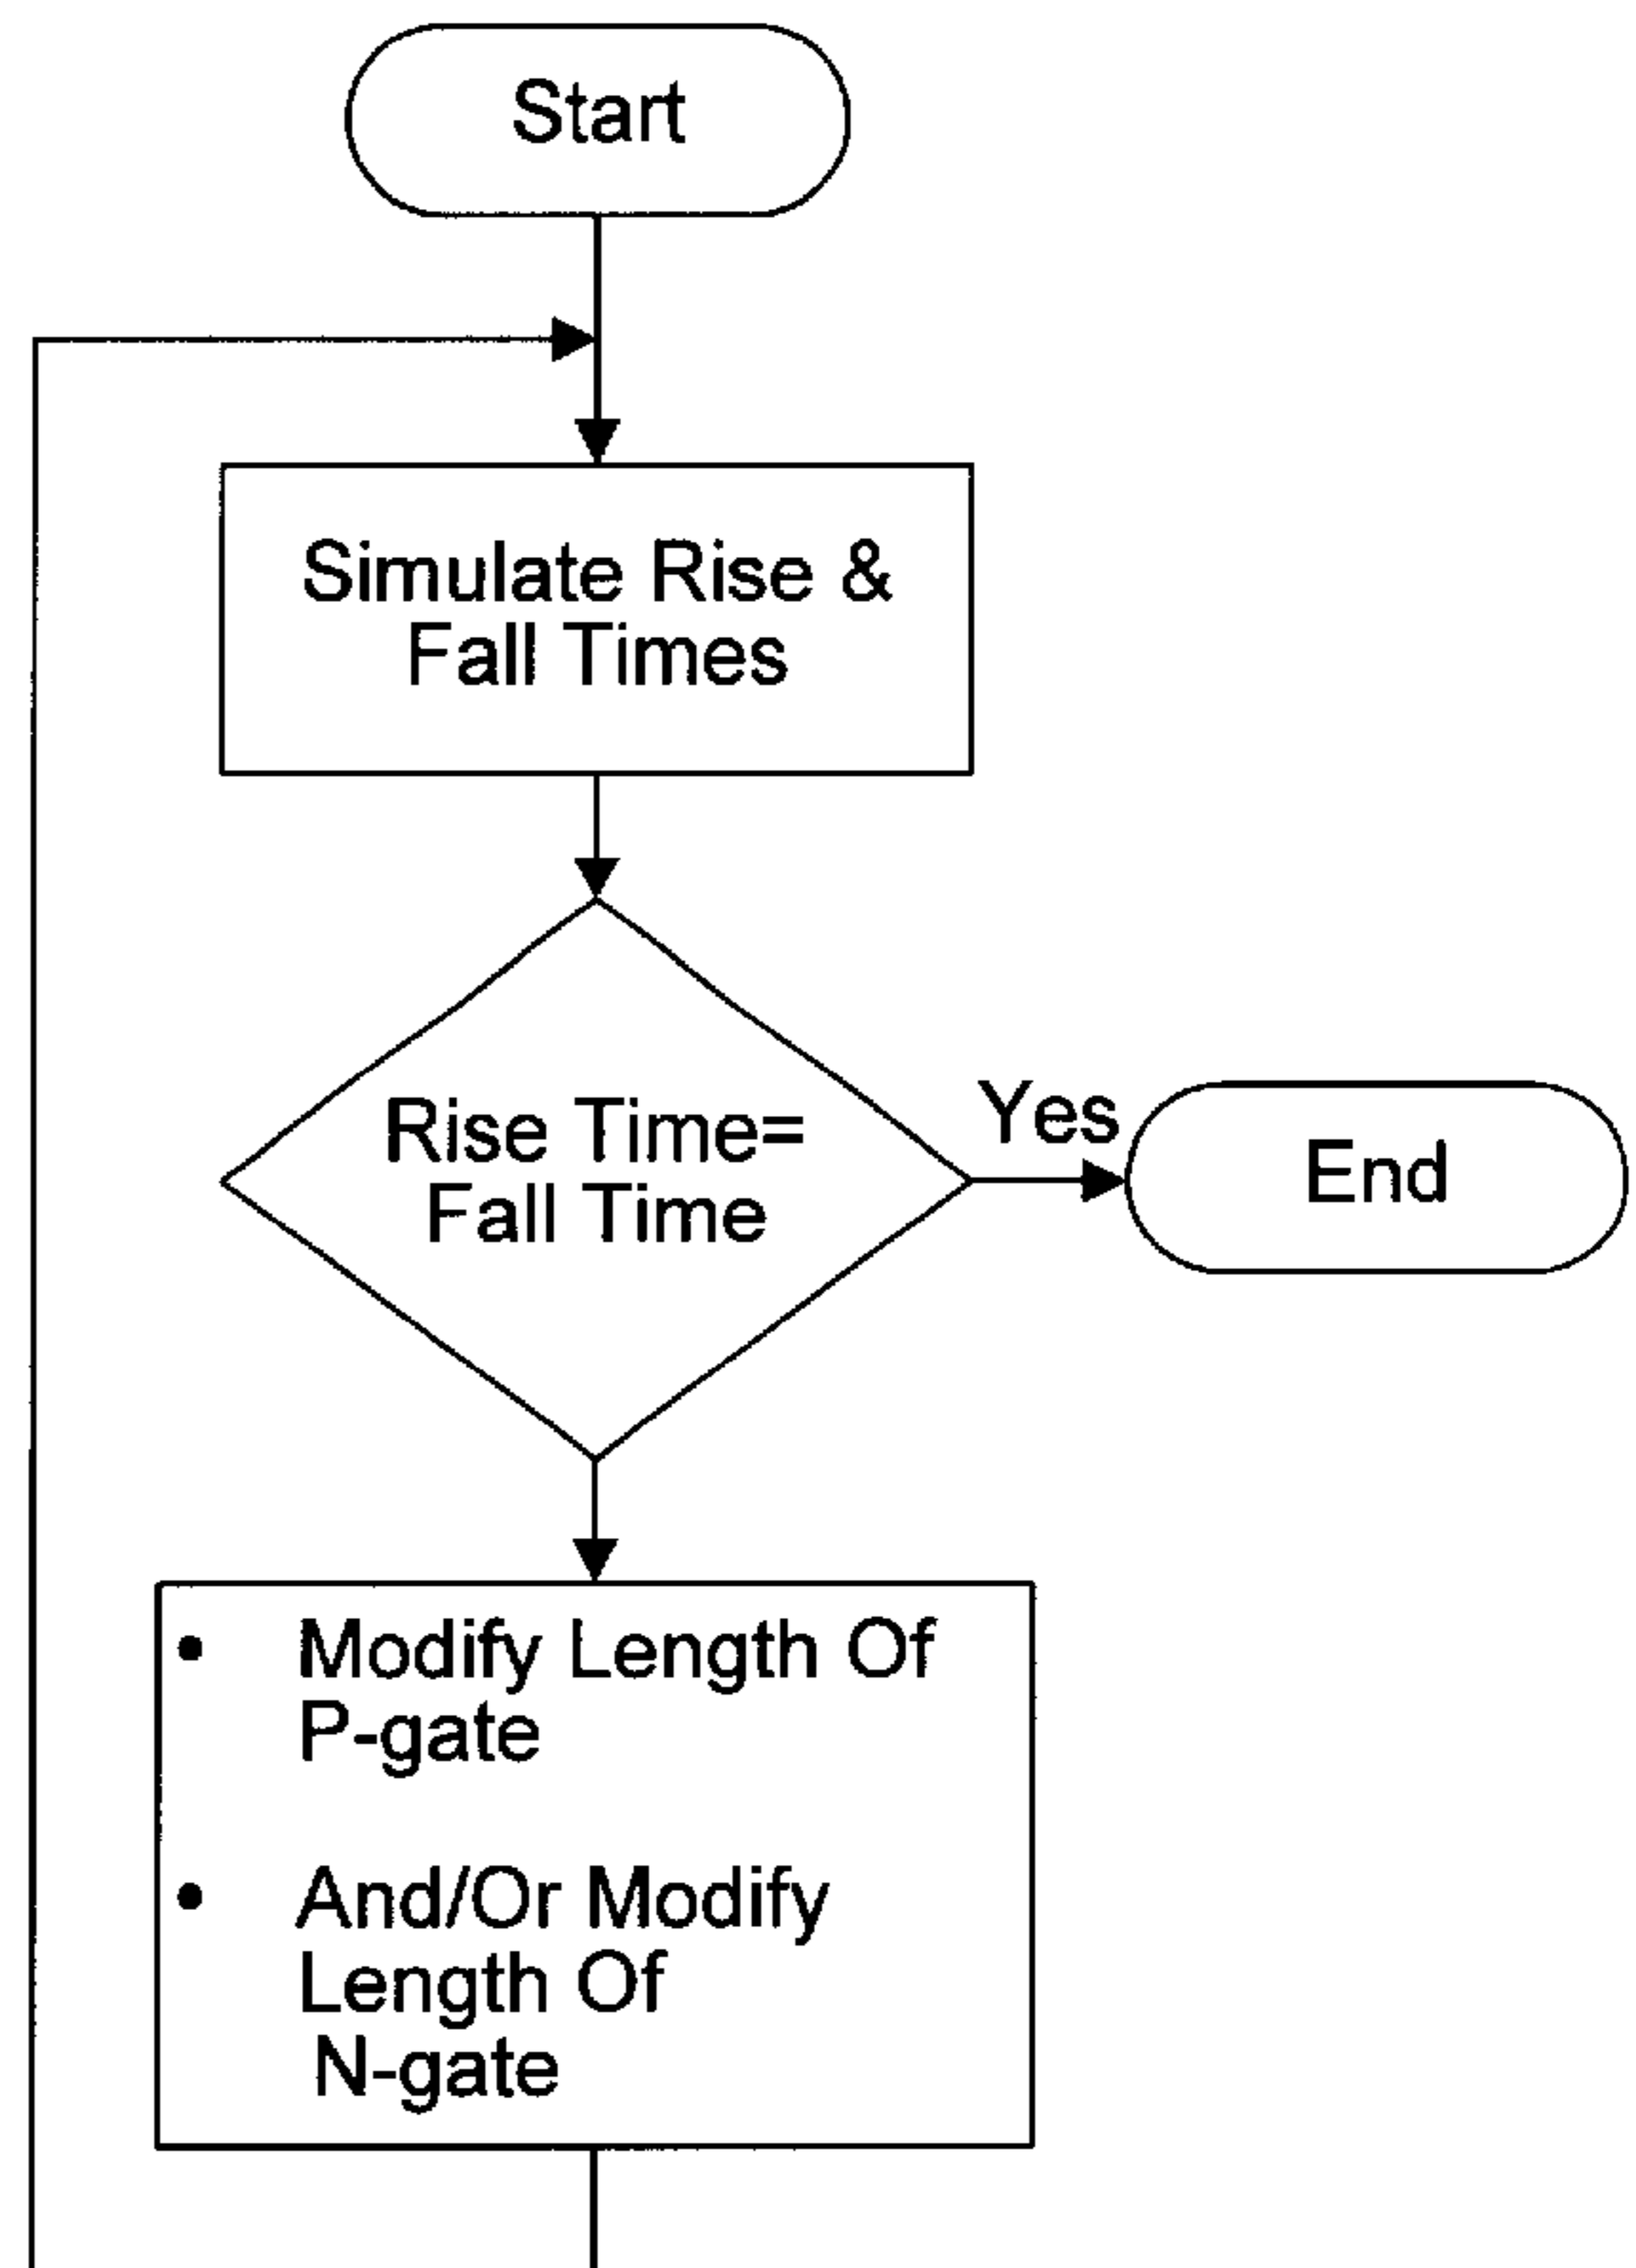 Start
Simulate Rise &
Fall Times
Rise Time=
Fall Time
Yes
End
• Modify Length Of
P-gate
• And/Or Modify
Length Of
N-gate